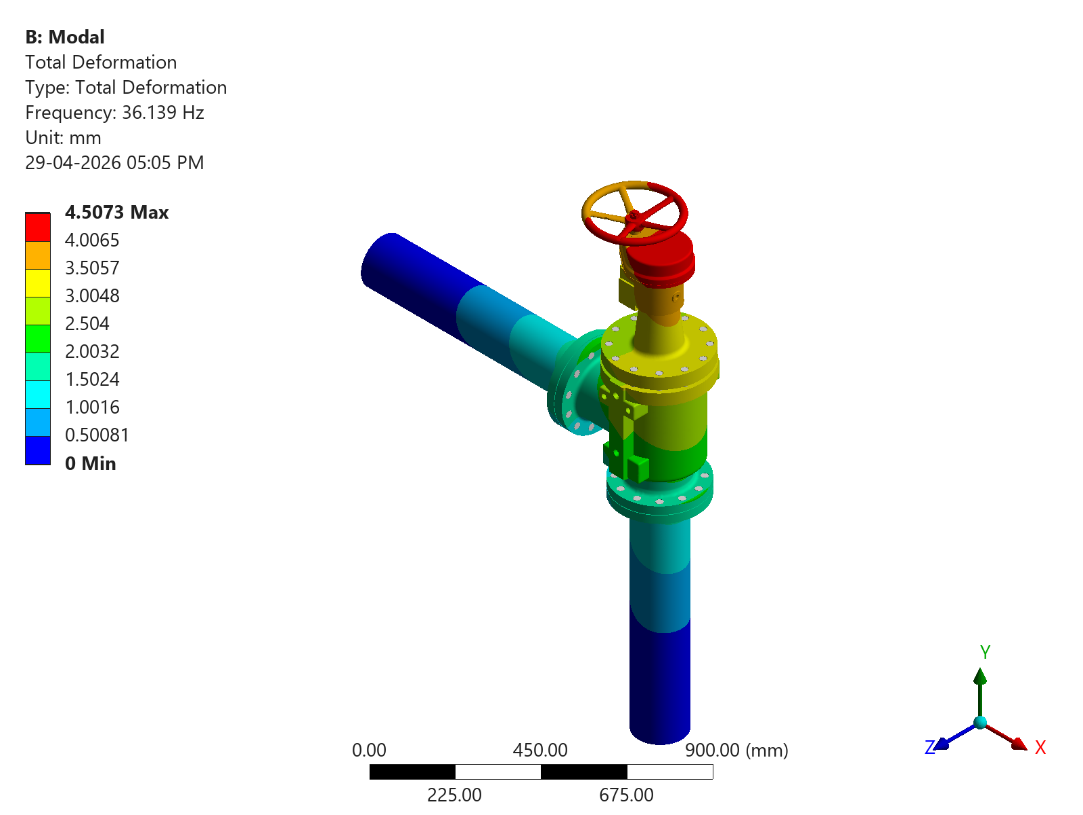 B: Modal
Total Deformation
Type: Total Deformation
Frequency: 36.139 Hz
Unit: mm
29-04-2026 05:05 PM
4.5073 Max
4.0065
3.5057
3.0048
2.504
2.0032
1.5024
1.0016
0.50081
0 Min
Y
Z
X
0.00 450.00 900.00 (mm)
225.00 675.00